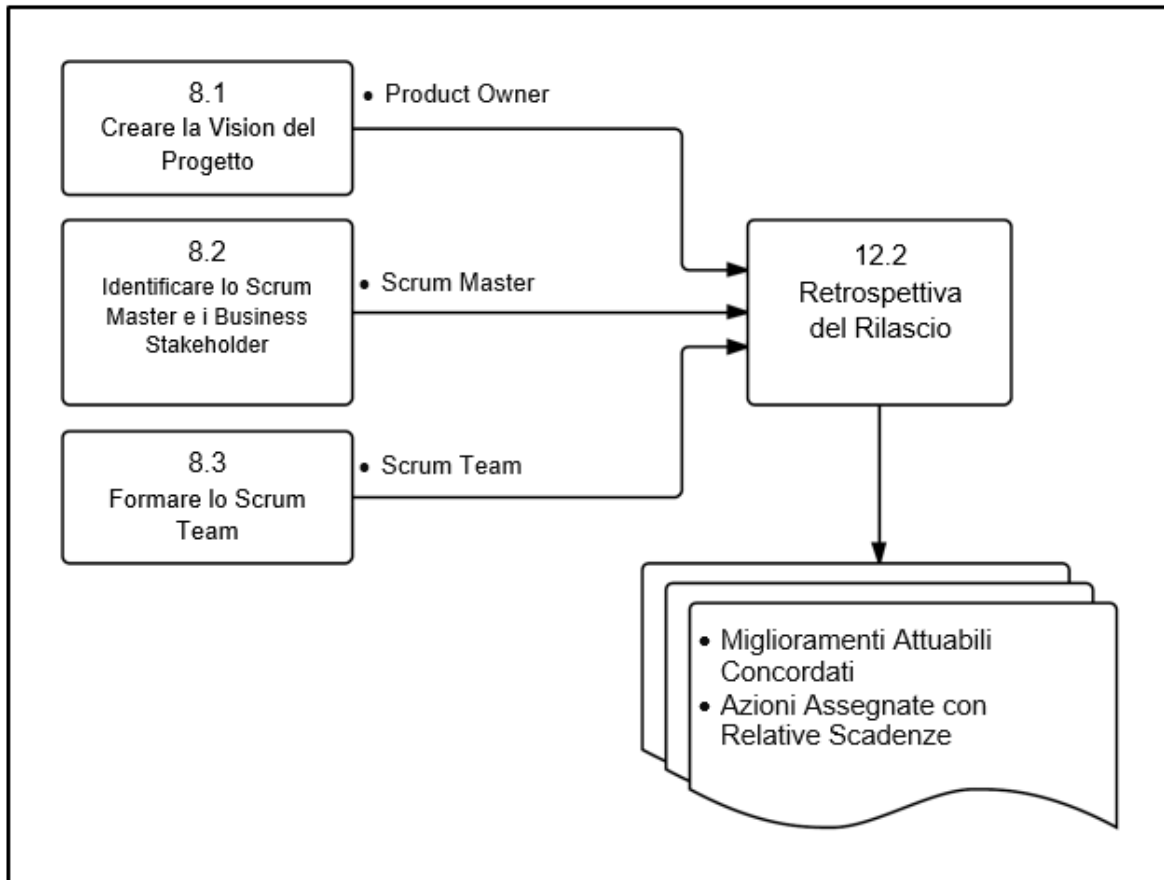 8.1
Creare la Vision del
Progetto
• Product Owner
8.2
Identificare lo Scrum
Master e i Business
Stakeholder
• Scrum Master
8.3
Formare lo Scrum
Team
• Scrum Team
12.2
Retrospettiva
del Rilascio
• Miglioramenti Attuabili
Concordati
• Azioni Assegnate con
Relative Scadenze